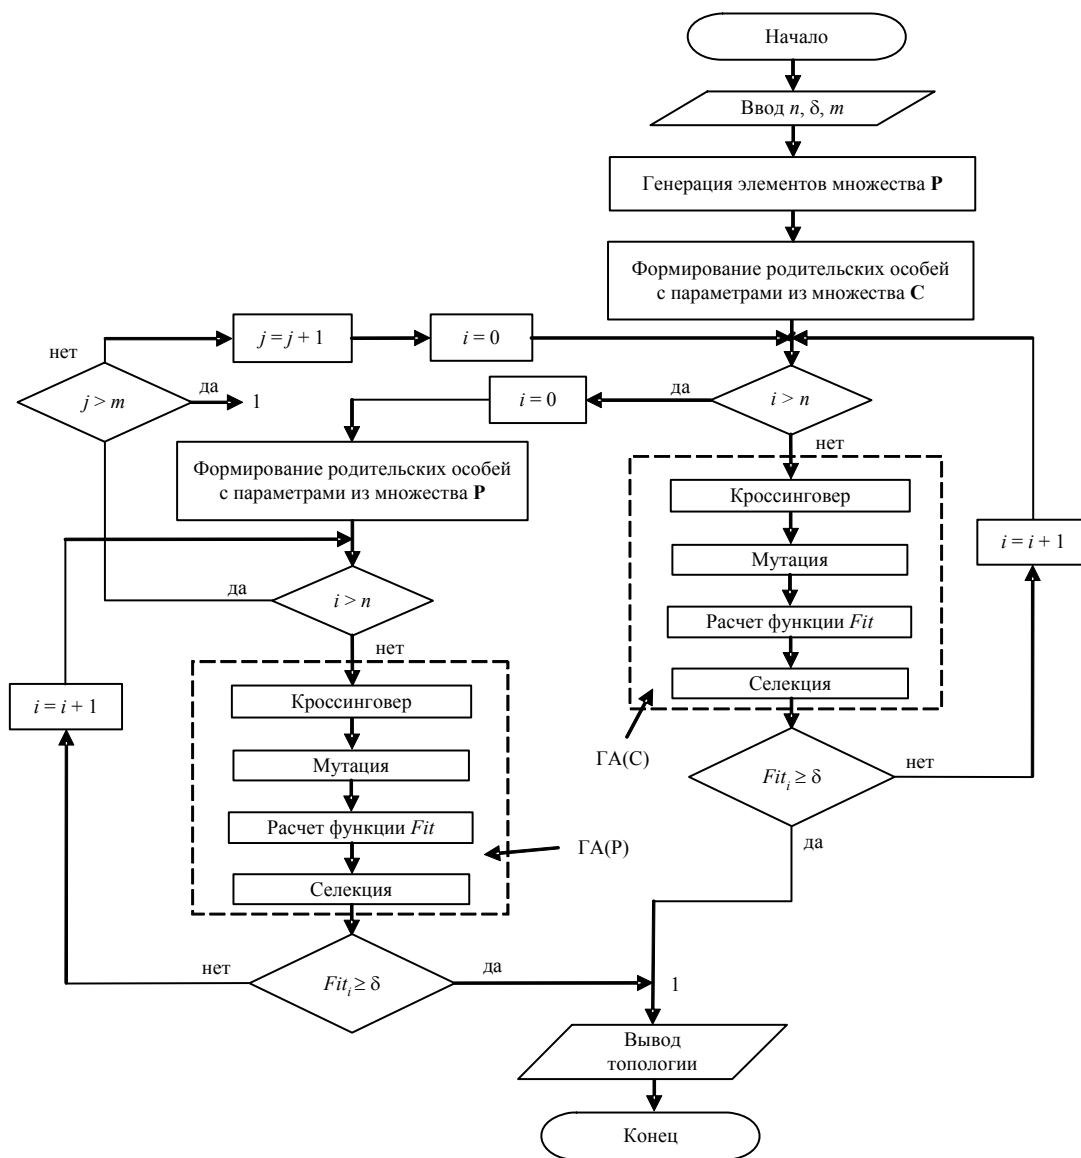 Начало
Ввод n, δ, m
Генерация элементов множества P
Формирование родительских особей
с параметрами из множества C
j = j + 1
i = 0
нет
j > m
да
1
i = 0
да
i > n
нет
Формирование родительских особей
с параметрами из множества P
Кроссинговер
Мутация
Расчет функции Fit
Селекция
i = i + 1
ГА(C)
Fit_i ≥ δ
нет
да
да
i > n
нет
i = i + 1
Кроссинговер
Мутация
Расчет функции Fit
Селекция
ГА(P)
нет
Fit_i ≥ δ
да
1
Вывод
топологии
Конец